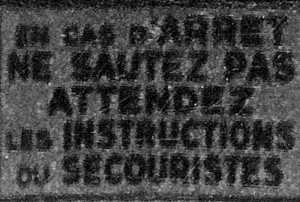 EN CAS D'ARRET
NE SAUTEZ PAS
ATTENDEZ
LES INSTRUCTIONS
DU SECOURISTES